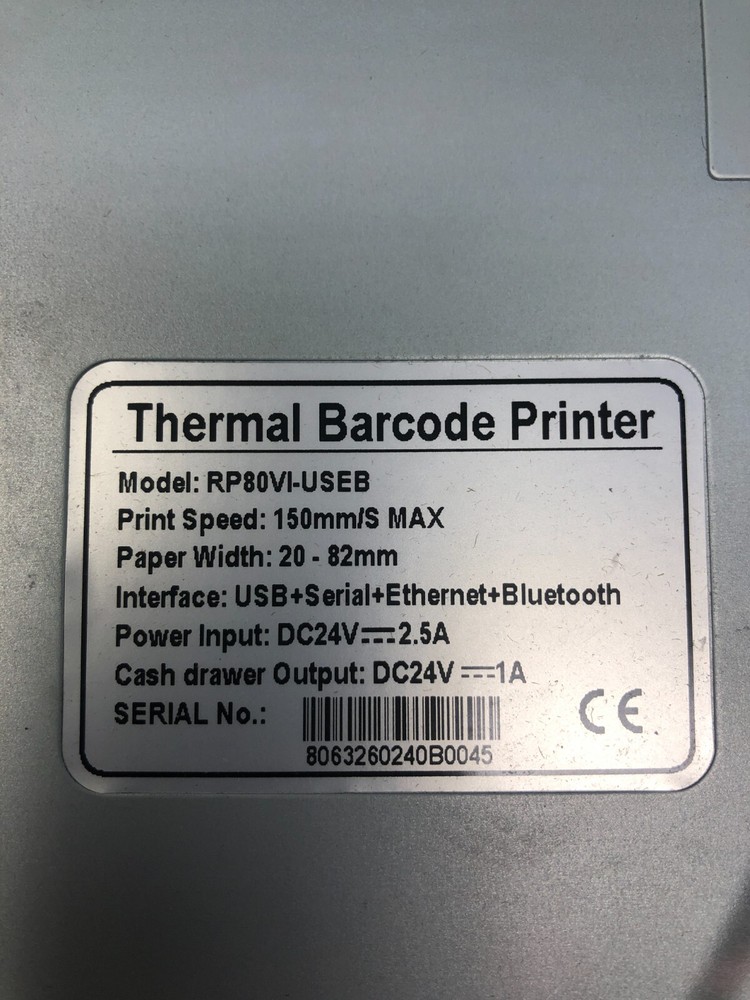 Thermal Barcode Printer
Model: RP80VI-USEB
Print Speed: 150mm/S MAX
Paper Width: 20 - 82mm
Interface: USB+Serial+Ethernet+Bluetooth
Power Input: DC24V⎓2.5A
Cash drawer Output: DC24V ⎓1A
SERIAL No.:
8063260240B0045
CE